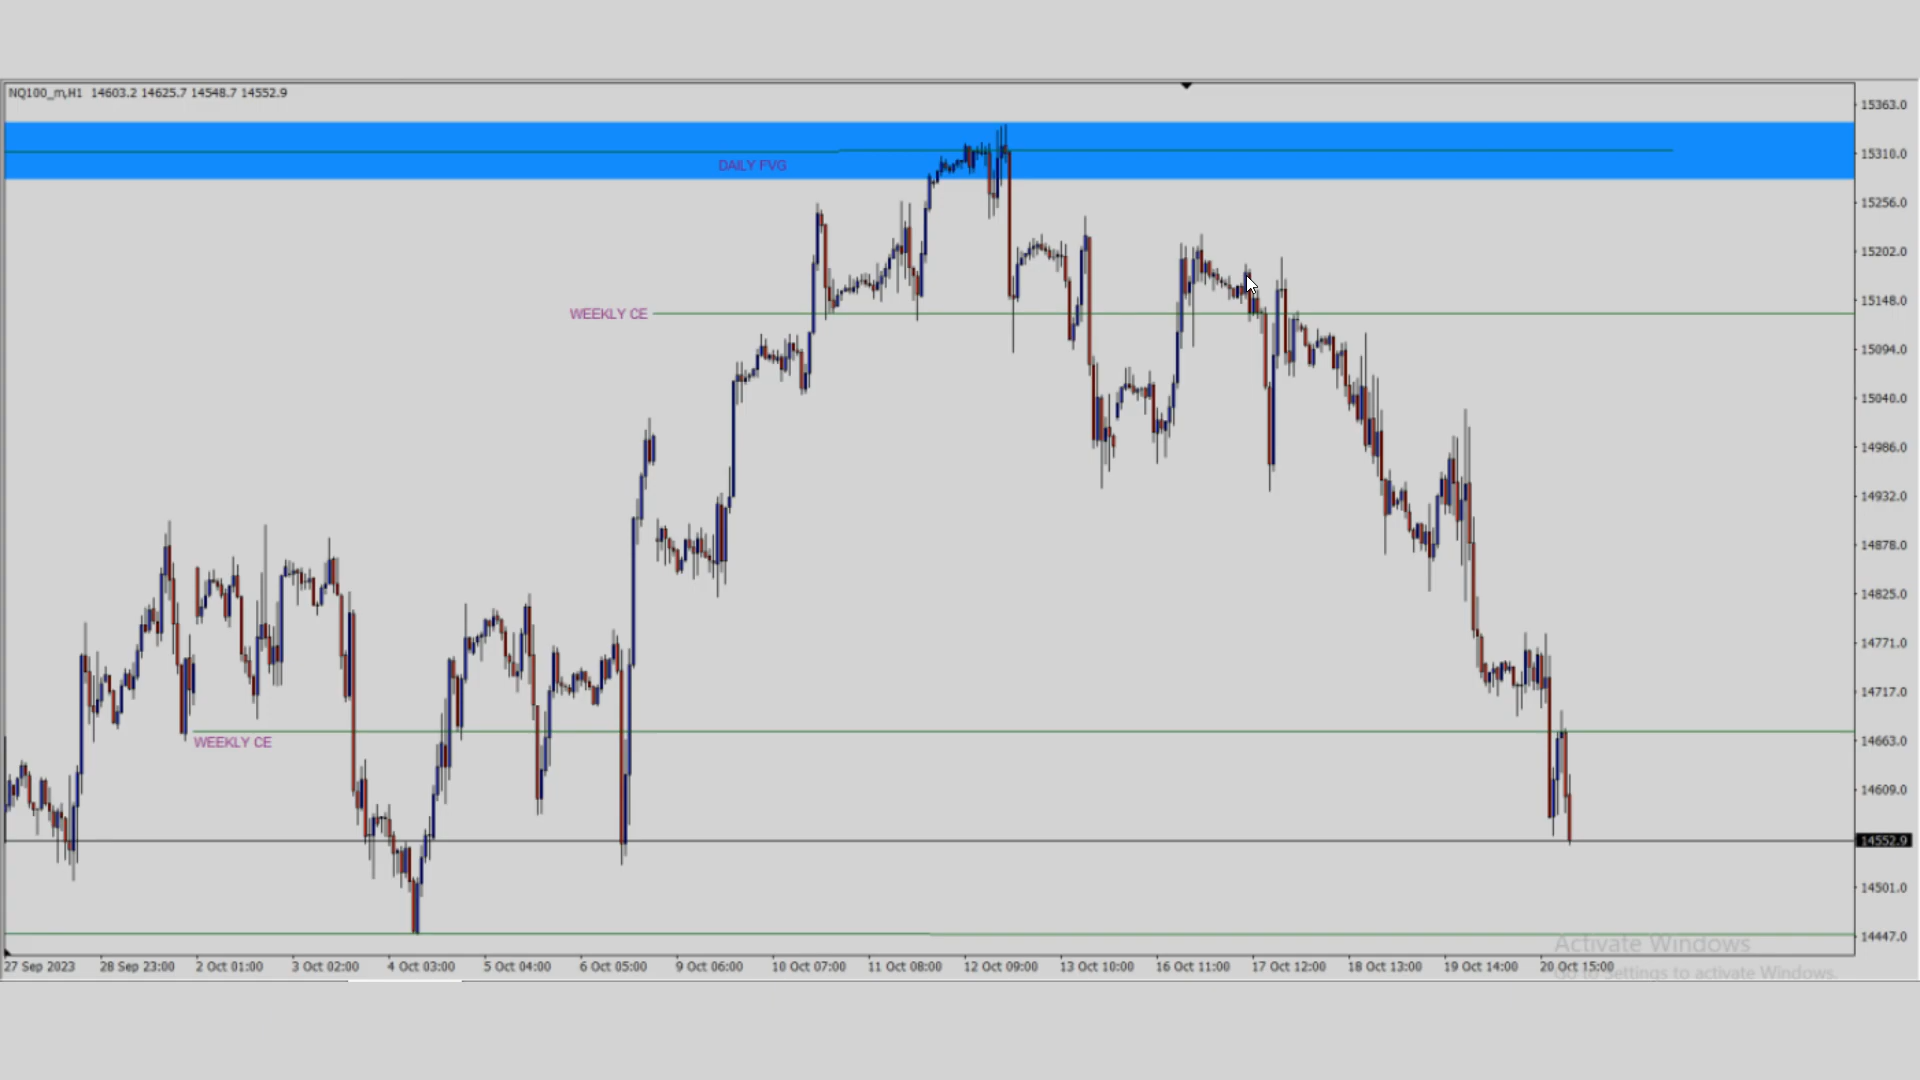 NQ100_m,H1 14603.2 14625.7 14548.7 14552.9
15363.0
15310.0
DAILY FVG
15256.0
15202.0
15148.0
WEEKLY CE
15094.0
15040.0
14986.0
14932.0
14878.0
14825.0
14771.0
14717.0
14663.0
WEEKLY CE
14609.0
14552.9
14501.0
14447.0
Activate Windows
Go to Settings to activate Windows.
27 Sep 2023 28 Sep 23:00 2 Oct 01:00 3 Oct 02:00 4 Oct 03:00 5 Oct 04:00 6 Oct 05:00 9 Oct 06:00 10 Oct 07:00 11 Oct 08:00 12 Oct 09:00 13 Oct 10:00 16 Oct 11:00 17 Oct 12:00 18 Oct 13:00 19 Oct 14:00 20 Oct 15:00